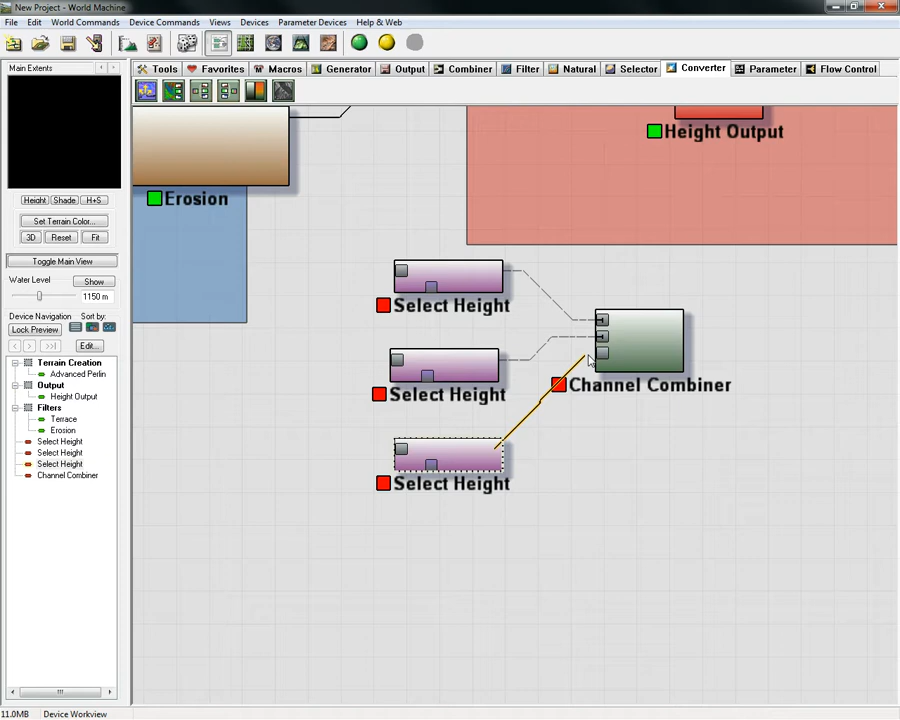 New Project - World Machine
File Edit World Commands Device Commands Views Devices Parameter Devices Help & Web
Main Extents
Tools Favorites Macros Generator Output Combiner Filter Natural Selector Converter Parameter Flow Control
Height Shade H+S
Set Terrain Color...
3D Reset Fit
Toggle Main View
Water Level Show
1150 m
Device Navigation Sort by:
Lock Preview
< > >>| Edit...
Terrain Creation
Advanced Perlin
Output
Height Output
Filters
Terrace
Erosion
Select Height
Select Height
Select Height
Channel Combiner
Height Output
Erosion
Select Height
Select Height
Channel Combiner
Select Height
11.0MB Device Workview